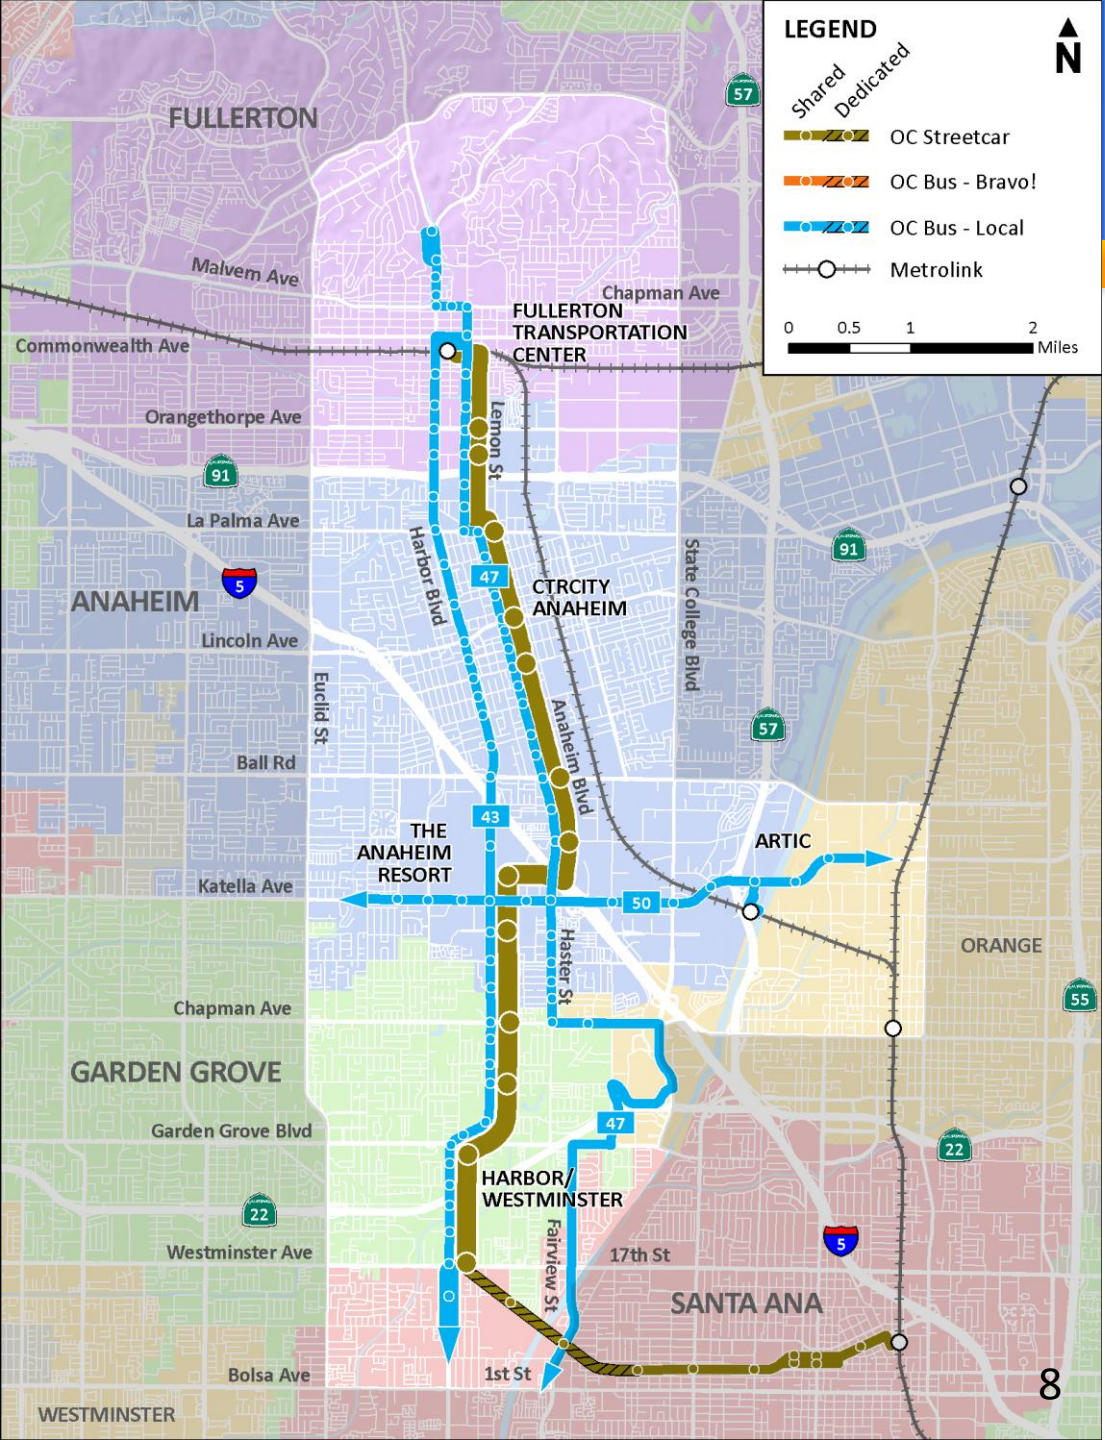 LEGEND
N
Shared
Dedicated
OC Streetcar
OC Bus - Bravo!
OC Bus - Local
Metrolink
0 0.5 1 2
Miles
57
FULLERTON
Malvern Ave
Chapman Ave
FULLERTON
TRANSPORTATION
CENTER
Commonwealth Ave
Orangethorpe Ave
Lemon St
91
La Palma Ave
Harbor Blvd
State College Blvd
91
5
47
CTRCITY
ANAHEIM
ANAHEIM
Lincoln Ave
Euclid St
Anaheim Blvd
57
Ball Rd
43
THE
ANAHEIM
RESORT
ARTIC
Katella Ave
50
Haster St
ORANGE
55
Chapman Ave
GARDEN GROVE
47
Garden Grove Blvd
22
HARBOR/
WESTMINSTER
22
Fairview St
5
Westminster Ave
17th St
SANTA ANA
Bolsa Ave
1st St
8
WESTMINSTER